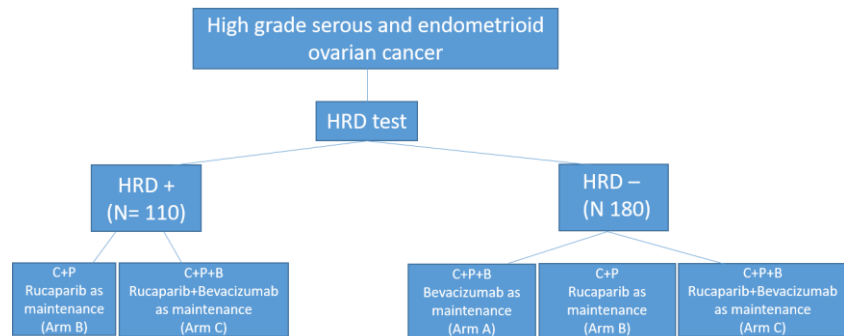 High grade serous and endometrioid
ovarian cancer
HRD test
HRD +
(N= 110)
HRD –
(N 180)
C+P
Rucaparib as
maintenance
(Arm B)
C+P+B
Rucaparib+Bevacizumab
as maintenance
(Arm C)
C+P+B
Bevacizumab as
maintenance
(Arm A)
C+P
Rucaparib as
maintenance
(Arm B)
C+P+B
Rucaparib+Bevacizumab
as maintenance
(Arm C)